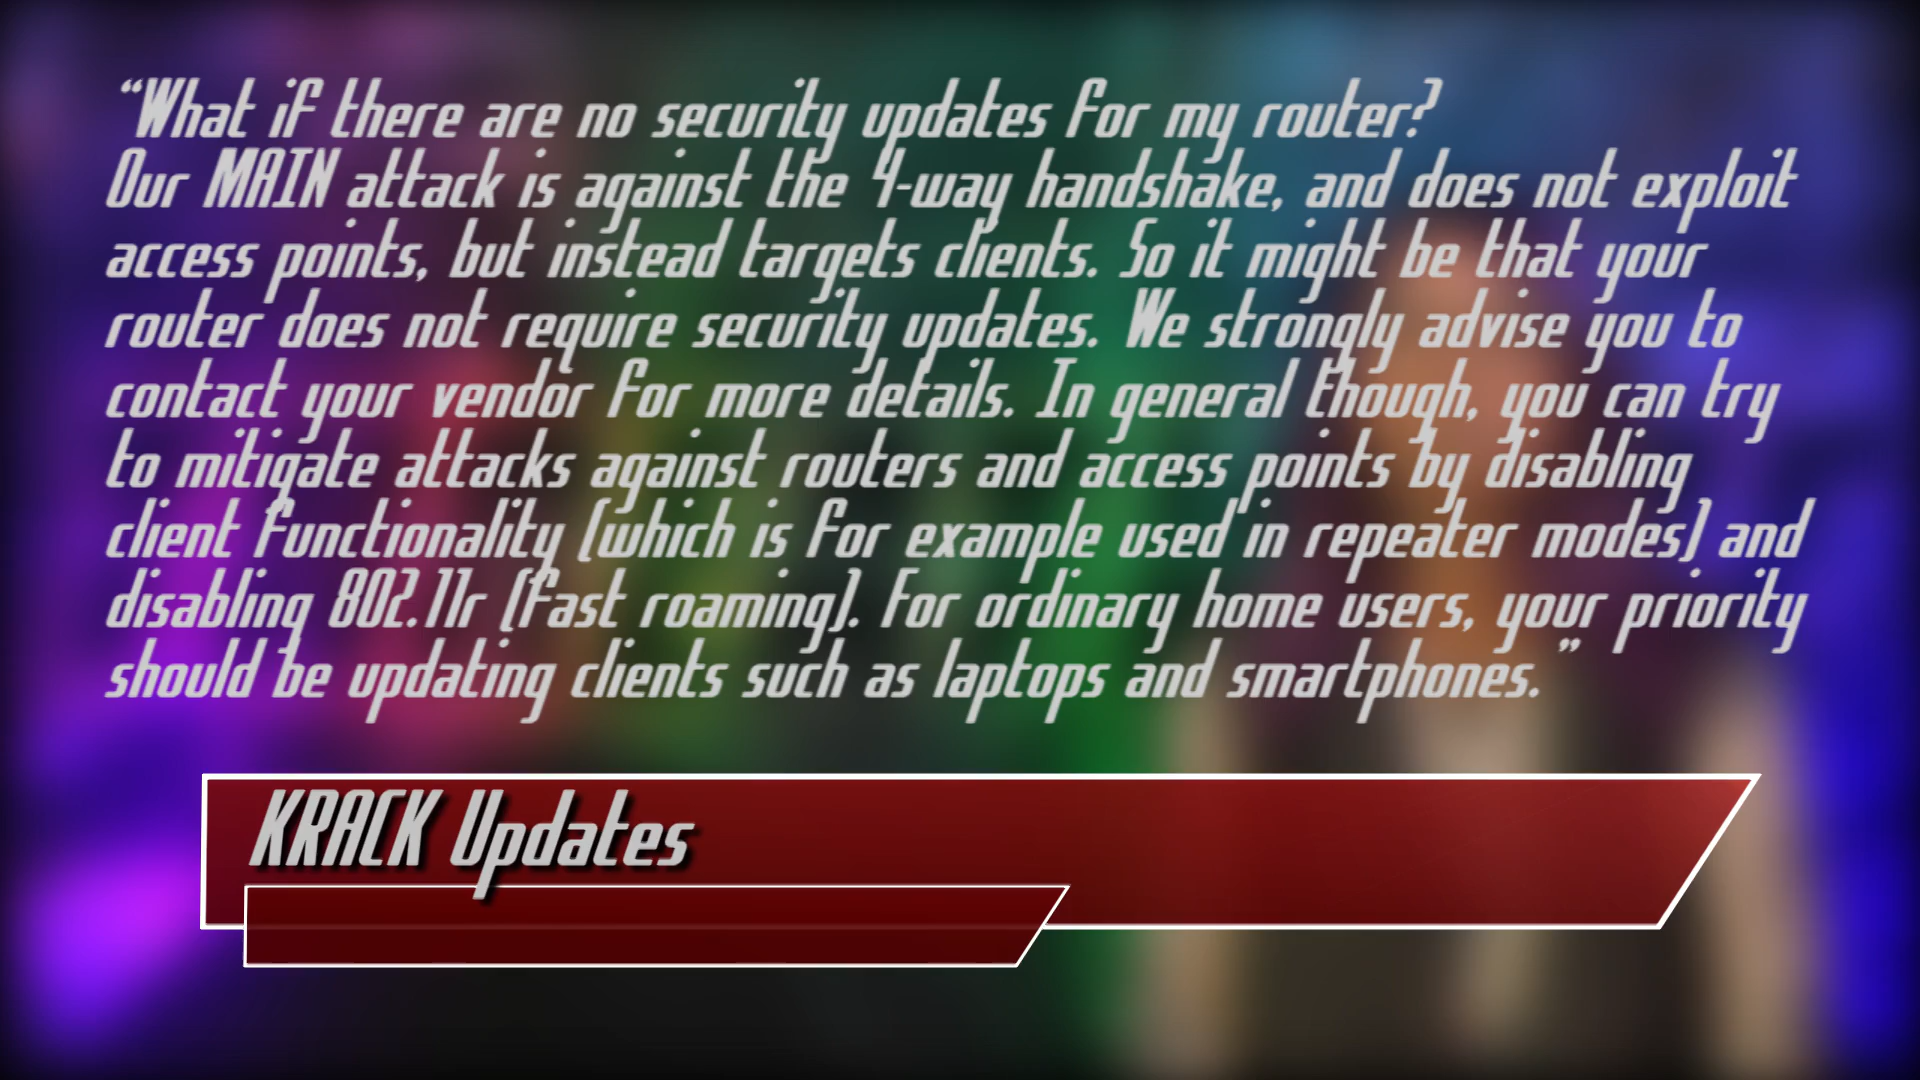 “What if there are no security updates for my router?
Our MAIN attack is against the 4-way handshake, and does not exploit
access points, but instead targets clients. So it might be that your
router does not require security updates. We strongly advise you to
contact your vendor for more details. In general though, you can try
to mitigate attacks against routers and access points by disabling
client functionality (which is for example used in repeater modes) and
disabling 802.11r (fast roaming). For ordinary home users, your priority
should be updating clients such as laptops and smartphones.”
KRACK Updates